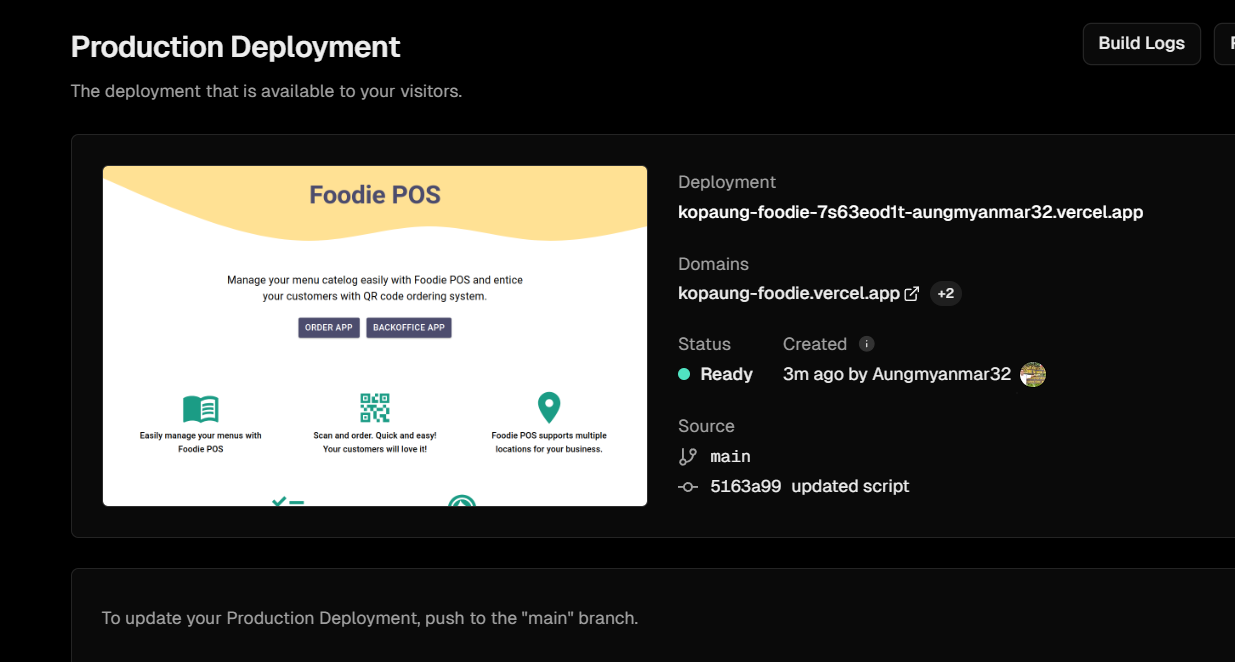 Production Deployment
Build Logs
The deployment that is available to your visitors.
Foodie POS
Manage your menu catelog easily with Foodie POS and entice
your customers with QR code ordering system.
ORDER APP
BACKOFFICE APP
Easily manage your menus with
Foodie POS
Scan and order. Quick and easy!
Your customers will love it!
Foodie POS supports multiple
locations for your business.
Deployment
kopaung-foodie-7s63eod1t-aungmyanmar32.vercel.app
Domains
kopaung-foodie.vercel.app +2
Status
Created
Ready
3m ago by Aungmyanmar32
Source
main
5163a99 updated script
To update your Production Deployment, push to the "main" branch.